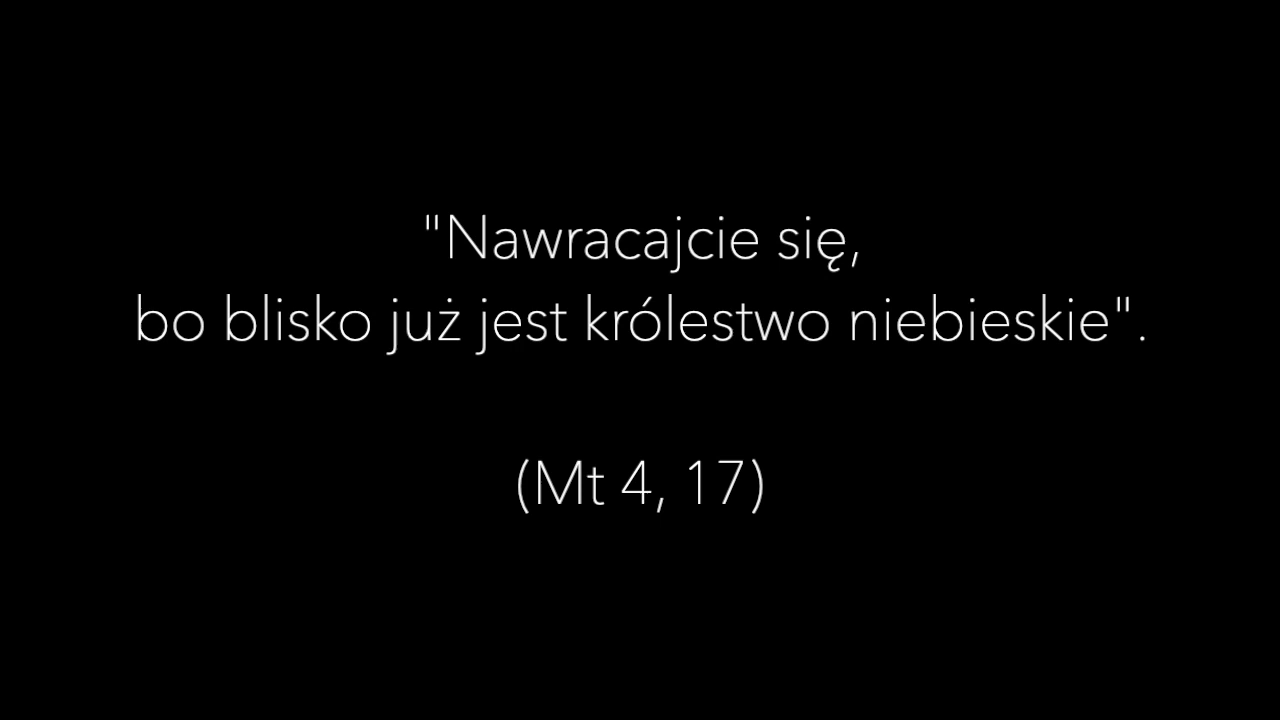 "Nawracajcie się,
bo blisko już jest królestwo niebieskie".
(Mt 4, 17)